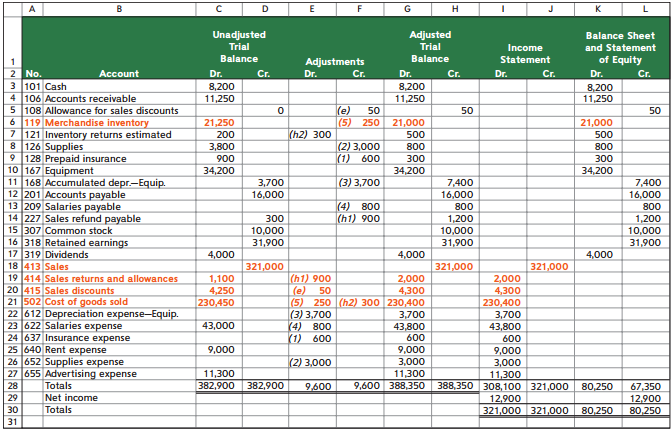 A B C D E F G H I J K L
Unadjusted Adjusted Balance Sheet
Trial Trial Income and Statement
1 Balance Adjustments Balance Statement of Equity
2 No. Account Dr. Cr. Dr. Cr. Dr. Cr. Dr. Cr. Dr. Cr.
3 101 Cash 8,200 8,200 8,200
4 106 Accounts receivable 11,250 11,250 11,250
5 108 Allowance for sales discounts 0 (e) 50 50 50
6 119 Merchandise inventory 21,250 (5) 250 21,000 21,000
7 121 Inventory returns estimated 200 (h2) 300 500 500
8 126 Supplies 3,800 (2) 3,000 800 800
9 128 Prepaid insurance 900 (1) 600 300 300
10 167 Equipment 34,200 34,200 34,200
11 168 Accumulated depr.—Equip. 3,700 (3) 3,700 7,400 7,400
12 201 Accounts payable 16,000 16,000 16,000
13 209 Salaries payable (4) 800 800 800
14 227 Sales refund payable 300 (h1) 900 1,200 1,200
15 307 Common stock 10,000 10,000 10,000
16 318 Retained earnings 31,900 31,900 31,900
17 319 Dividends 4,000 4,000 4,000
18 413 Sales 321,000 321,000 321,000
19 414 Sales returns and allowances 1,100 (h1) 900 2,000 2,000
20 415 Sales discounts 4,250 (e) 50 4,300 4,300
21 502 Cost of goods sold 230,450 (5) 250 (h2) 300 230,400 230,400
22 612 Depreciation expense—Equip. (3) 3,700 3,700 3,700
23 622 Salaries expense 43,000 (4) 800 43,800 43,800
24 637 Insurance expense (1) 600 600 600
25 640 Rent expense 9,000 9,000 9,000
26 652 Supplies expense (2) 3,000 3,000 3,000
27 655 Advertising expense 11,300 11,300 11,300
28 Totals 382,900 382,900 9,600 9,600 388,350 388,350 308,100 321,000 80,250 67,350
29 Net income 12,900 12,900
30 Totals 321,000 321,000 80,250 80,250
31